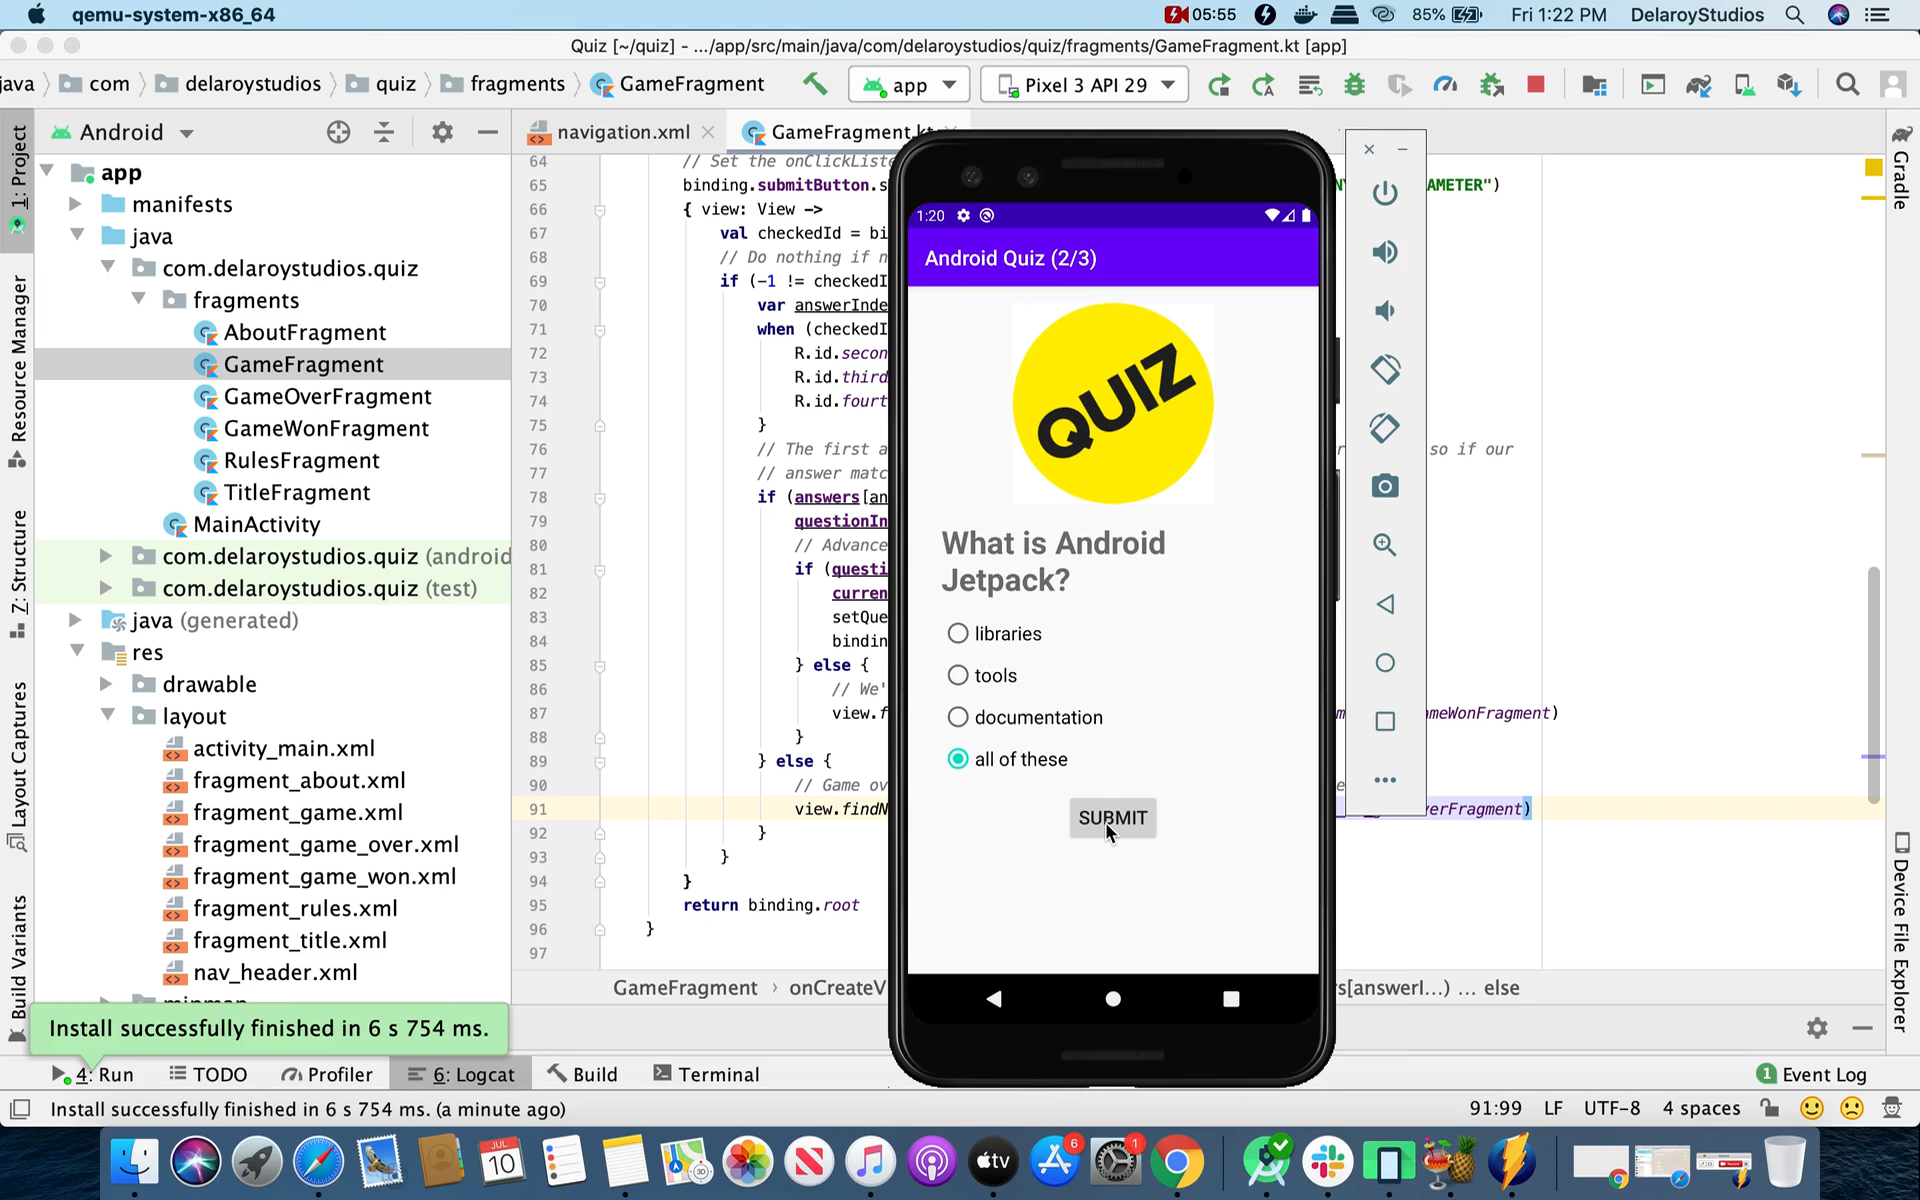 qemu-system-x86_64
05:55
85%
Fri 1:22 PM
DelaroyStudios
Quiz [~/quiz] - .../app/src/main/java/com/delaroystudios/quiz/fragments/GameFragment.kt [app]
java
com
delaroystudios
quiz
fragments
GameFragment
app
Pixel 3 API 29
Android
navigation.xml
GameFragment.kt
1: Project
Resource Manager
Z: Structure
Layout Captures
Build Variants
app
manifests
java
com.delaroystudios.quiz
fragments
AboutFragment
GameFragment
GameOverFragment
GameWonFragment
RulesFragment
TitleFragment
MainActivity
com.delaroystudios.quiz (android
com.delaroystudios.quiz (test)
java (generated)
res
drawable
layout
activity_main.xml
fragment_about.xml
fragment_game.xml
fragment_game_over.xml
fragment_game_won.xml
fragment_rules.xml
fragment_title.xml
nav_header.xml
Install successfully finished in 6 s 754 ms.
64 // Set the onClickListe
65 binding.submitButton.s AMETER")
66 { view: View ->
67 val checkedId = bi
68 // Do nothing if n
69 if (-1 != checkedI
70 var answerInde
71 when (checkedI
72 R.id.secon
73 R.id.third
74 R.id.fourt
75 }
76 // The first a so if our
77 // answer matc
78 if (answers[an
79 questionIn
80 // Advance
81 if (questi
82 curren
83 setQue
84 bindin
85 } else {
86 // We'
87 view.f meWonFragment)
88 }
89 } else {
90 // Game ov
91 view.findN verFragment)
92 }
93 }
94 }
95 return binding.root
96 }
97
GameFragment
onCreateV
s[answerI...) ... else
1:20
Android Quiz (2/3)
QUIZ
What is Android
Jetpack?
libraries
tools
documentation
all of these
SUBMIT
Gradle
Device File Explorer
4: Run
TODO
Profiler
6: Logcat
Build
Terminal
1
Event Log
Install successfully finished in 6 s 754 ms. (a minute ago)
91:99
LF
UTF-8
4 spaces
JUL
10
tv
6
1